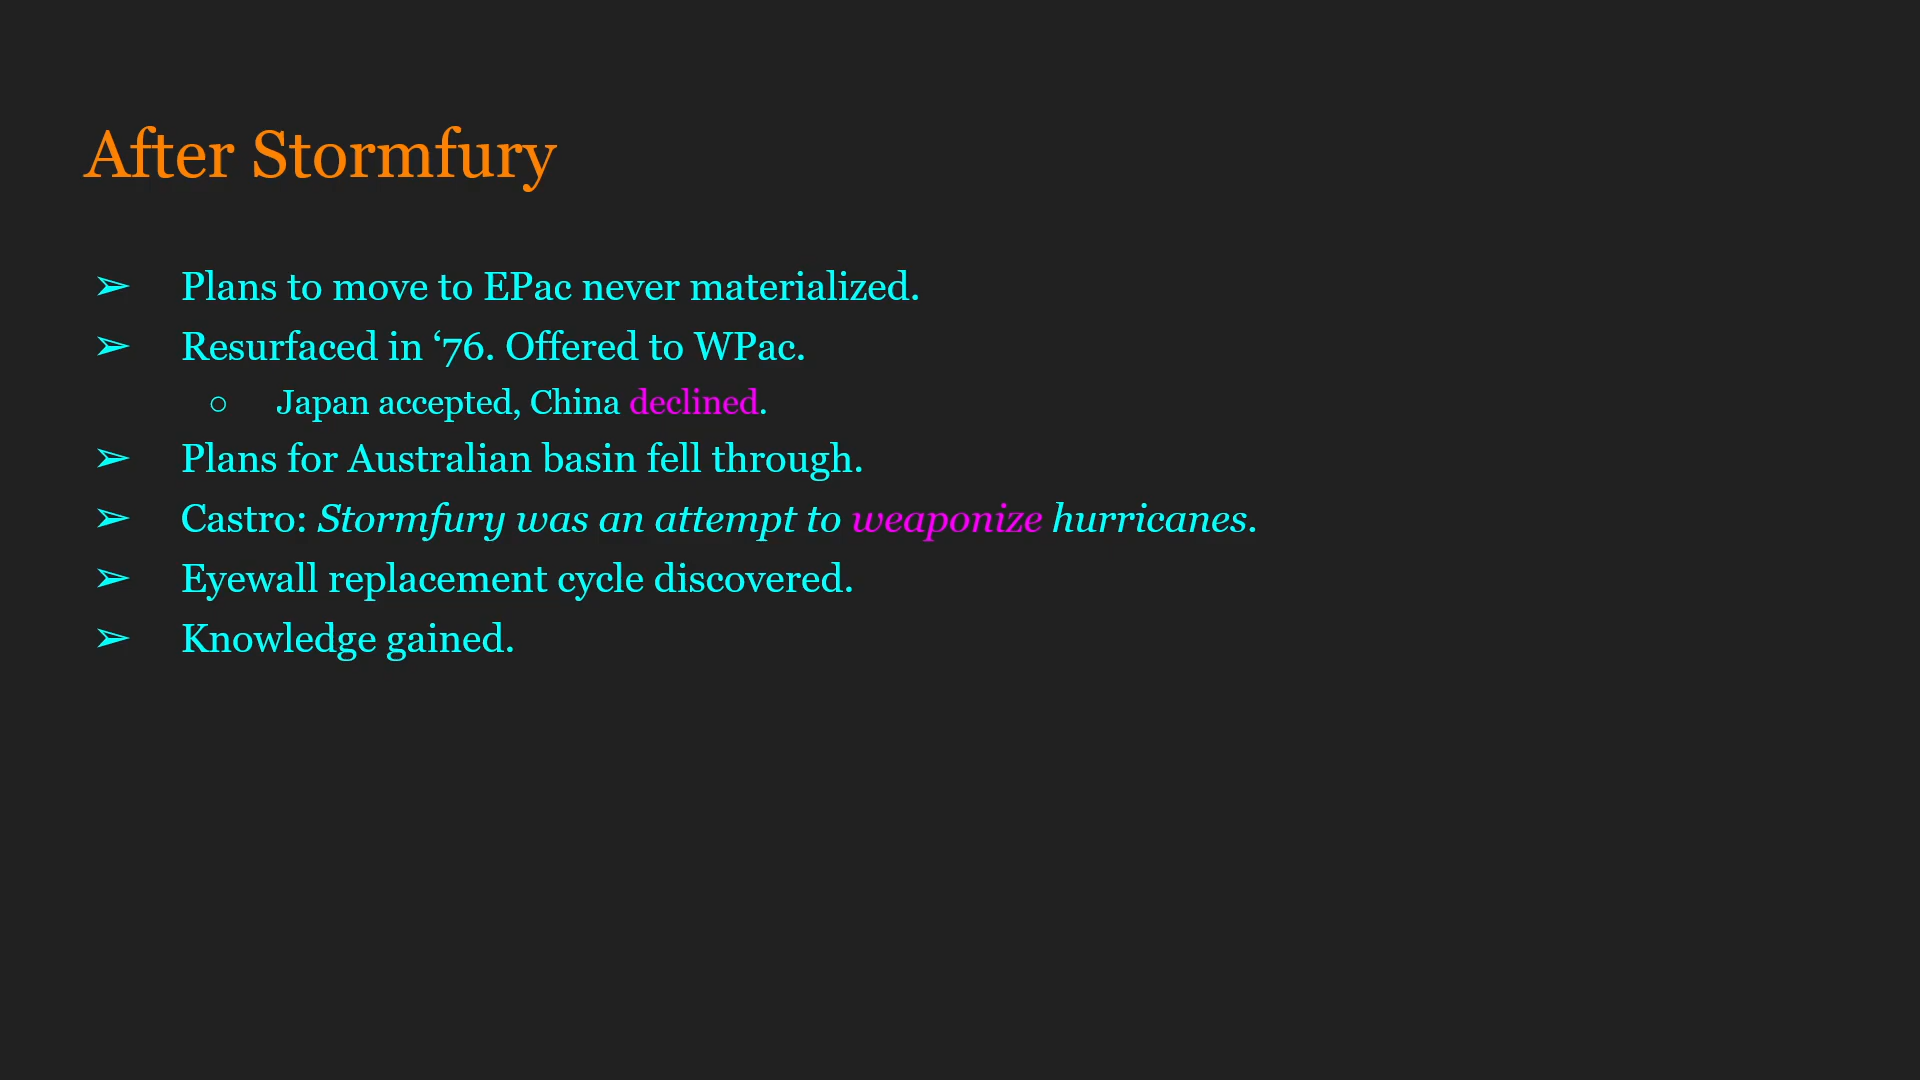 After Stormfury
➢ Plans to move to EPac never materialized.
➢ Resurfaced in ‘76. Offered to WPac.
○ Japan accepted, China declined.
➢ Plans for Australian basin fell through.
➢ Castro: Stormfury was an attempt to weaponize hurricanes.
➢ Eyewall replacement cycle discovered.
➢ Knowledge gained.